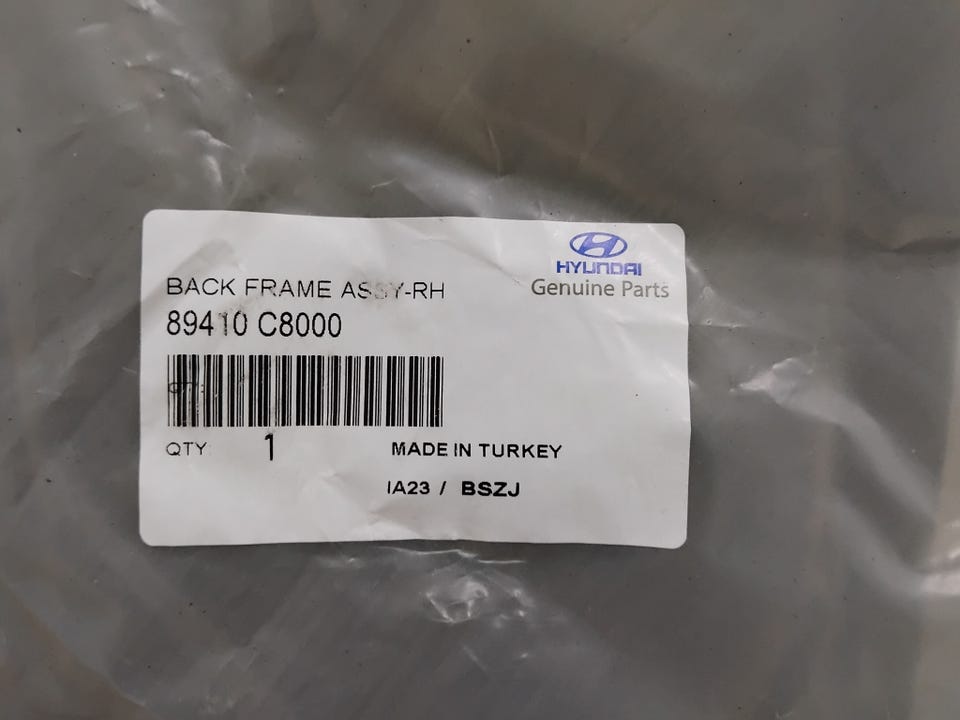 HYUNDAI
Genuine Parts
BACK FRAME ASSY-RH
89410 C8000
QTY 1 MADE IN TURKEY
IA23 / BSZJ